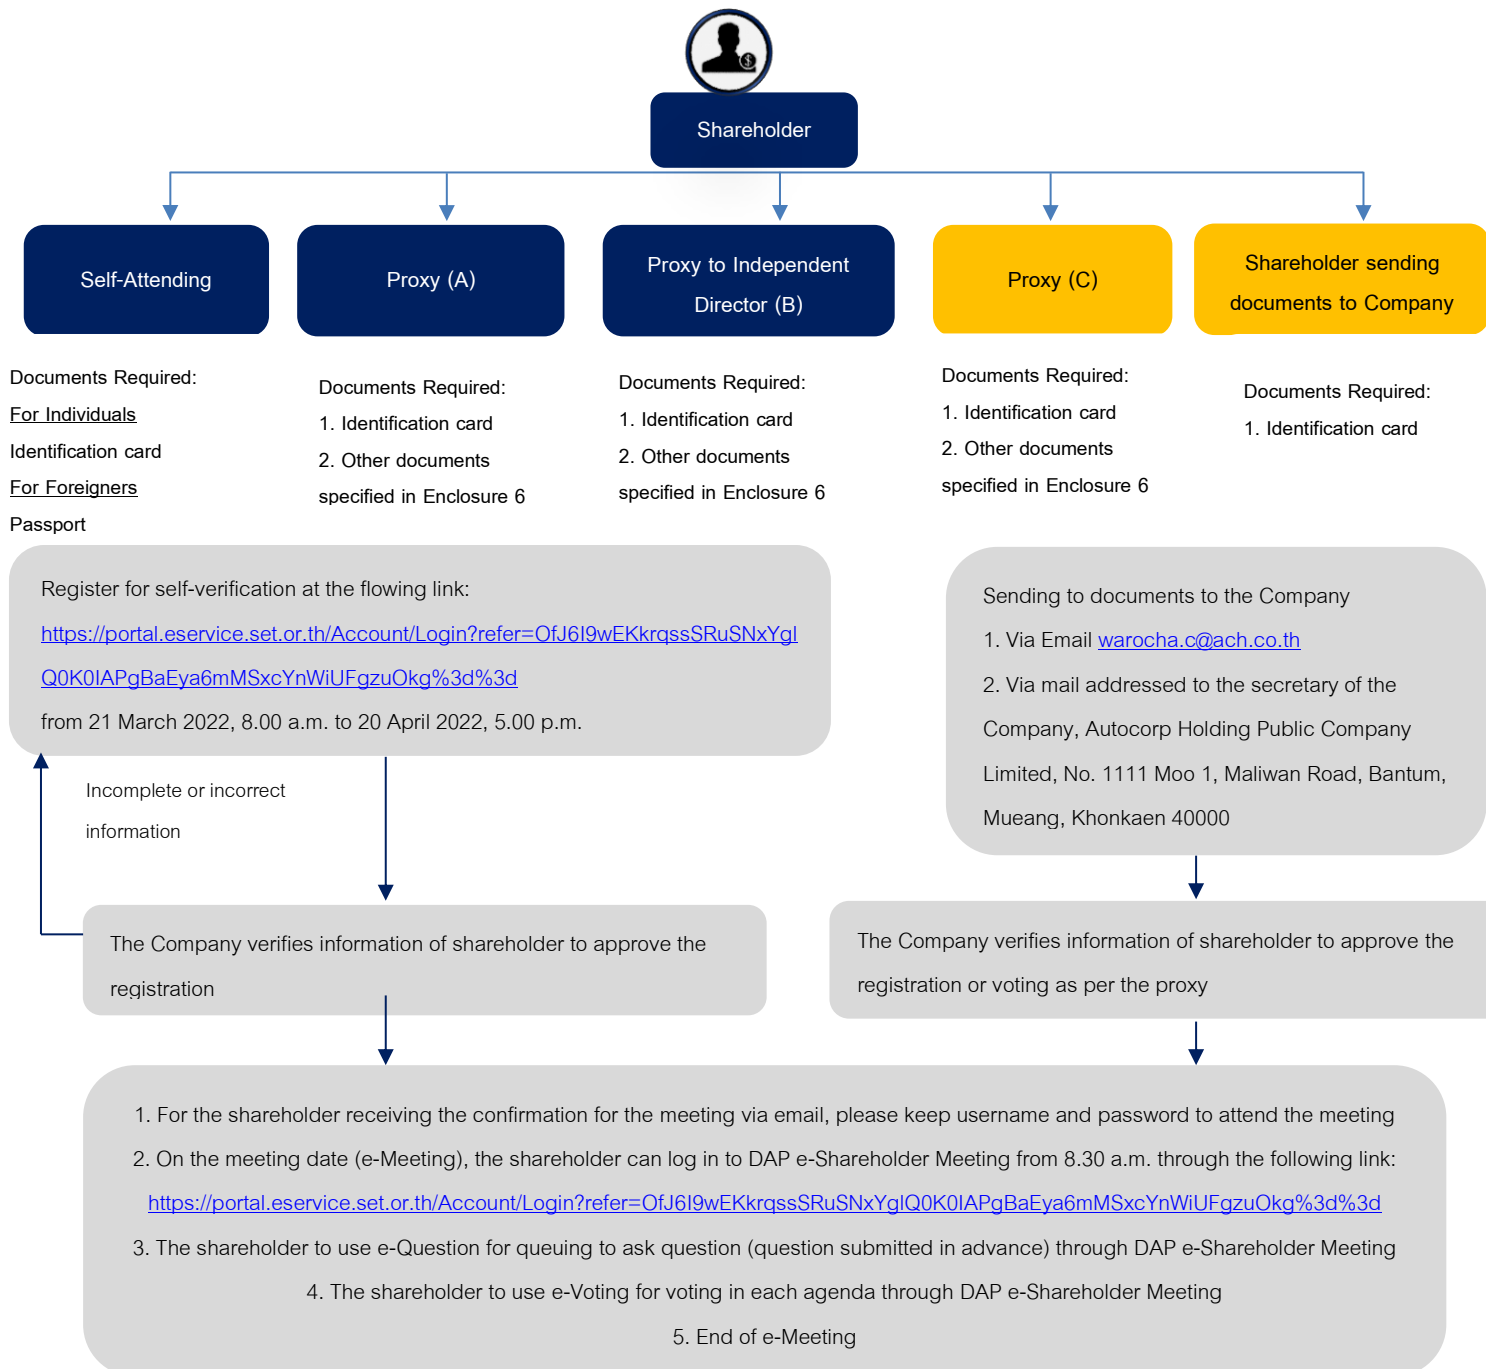 Shareholder
Self-Attending
Proxy (A)
Proxy to Independent
Director (B)
Proxy (C)
Shareholder sending
documents to Company
Documents Required:
For Individuals
Identification card
For Foreigners
Passport
Documents Required:
1. Identification card
2. Other documents
specified in Enclosure 6
Documents Required:
1. Identification card
2. Other documents
specified in Enclosure 6
Documents Required:
1. Identification card
2. Other documents
specified in Enclosure 6
Documents Required:
1. Identification card
Register for self-verification at the flowing link:
https://portal.eservice.set.or.th/Account/Login?refer=OfJ6I9wEKkrqssSRuSNxYgl
Q0K0IAPgBaEya6mMSxcYnWiUFgzuOkg%3d%3d
from 21 March 2022, 8.00 a.m. to 20 April 2022, 5.00 p.m.
Sending to documents to the Company
1. Via Email warocha.c@ach.co.th
2. Via mail addressed to the secretary of the
Company, Autocorp Holding Public Company
Limited, No. 1111 Moo 1, Maliwan Road, Bantum,
Mueang, Khonkaen 40000
Incomplete or incorrect
information
The Company verifies information of shareholder to approve the
registration
The Company verifies information of shareholder to approve the
registration or voting as per the proxy
1. For the shareholder receiving the confirmation for the meeting via email, please keep username and password to attend the meeting
2. On the meeting date (e-Meeting), the shareholder can log in to DAP e-Shareholder Meeting from 8.30 a.m. through the following link:
https://portal.eservice.set.or.th/Account/Login?refer=OfJ6I9wEKkrqssSRuSNxYglQ0K0IAPgBaEya6mMSxcYnWiUFgzuOkg%3d%3d
3. The shareholder to use e-Question for queuing to ask question (question submitted in advance) through DAP e-Shareholder Meeting
4. The shareholder to use e-Voting for voting in each agenda through DAP e-Shareholder Meeting
5. End of e-Meeting